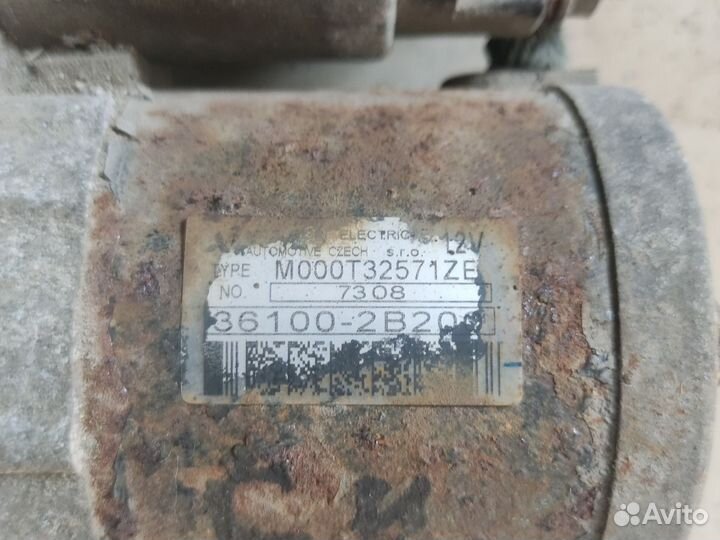 ELECTRIC 12V
AUTOMOTIVE CZECH s.r.o.
TYPE M000T32571ZE
NO. 7308
36100-2B20
Avito